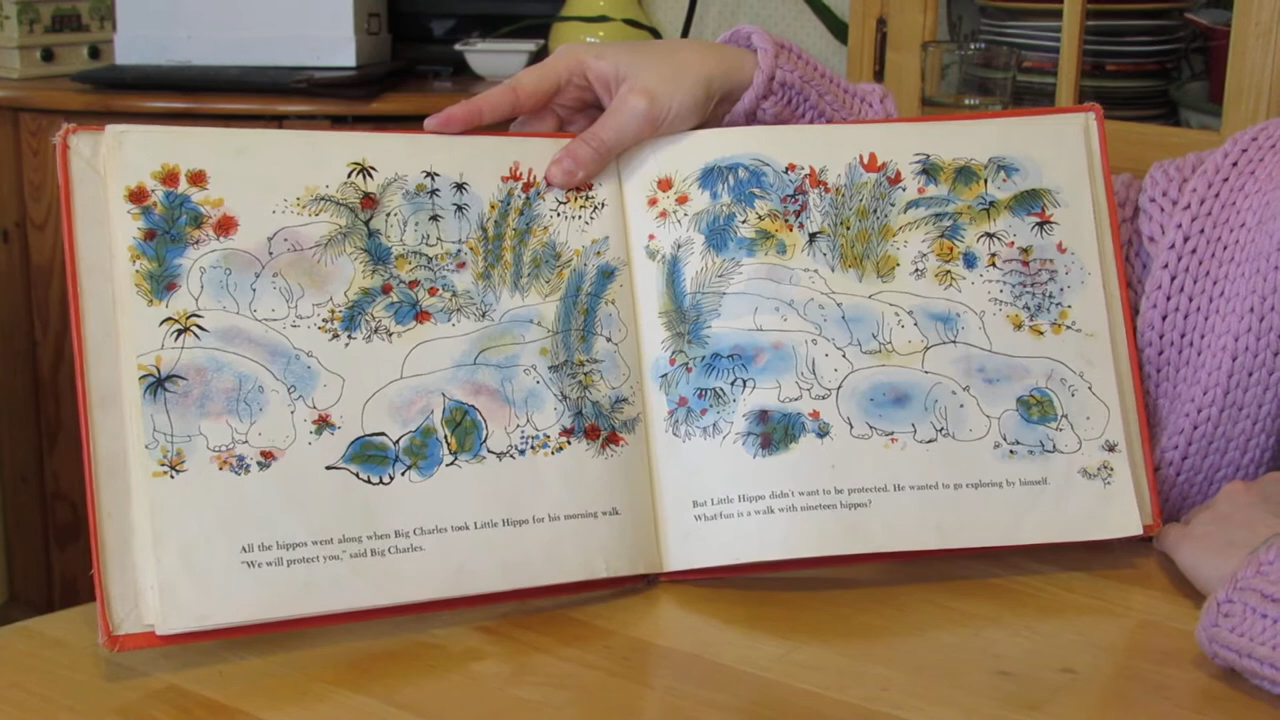 All the hippos went along when Big Charles took Little Hippo for his morning walk.
"We will protect you," said Big Charles.
But Little Hippo didn't want to be protected. He wanted to go exploring by himself.
What fun is a walk with nineteen hippos?